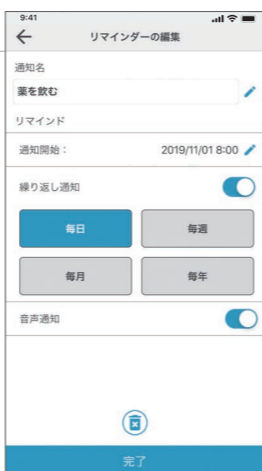 9:41
リマインダーの編集
通知名
薬を飲む
リマインド
通知開始： 2019/11/01 8:00
繰り返し通知
毎日 毎週
毎月 毎年
音声通知
完了